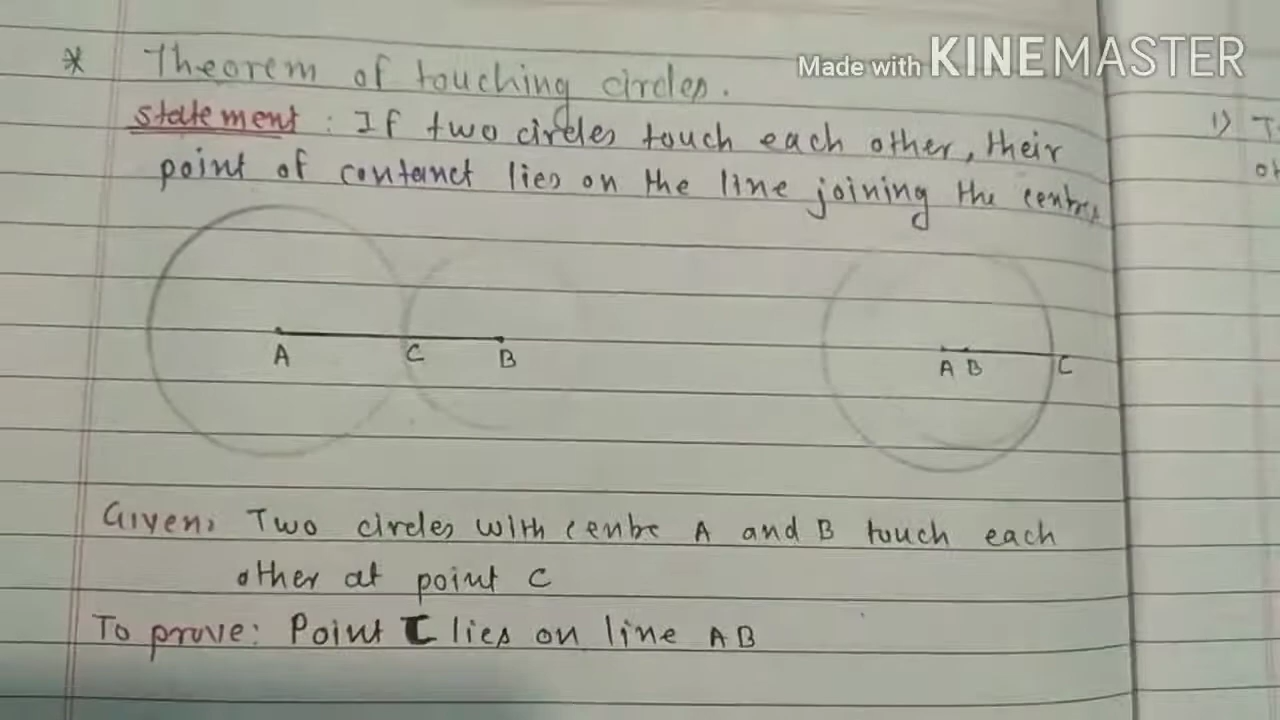 Made with KINEMASTER
* Theorem of touching circles.
statement : If two circles touch each other, their
point of contanct lies on the line joining the centres
A C B
A B C
Given: Two circles with centre A and B touch each
other at point C
To prove: Point C lies on line AB
1)